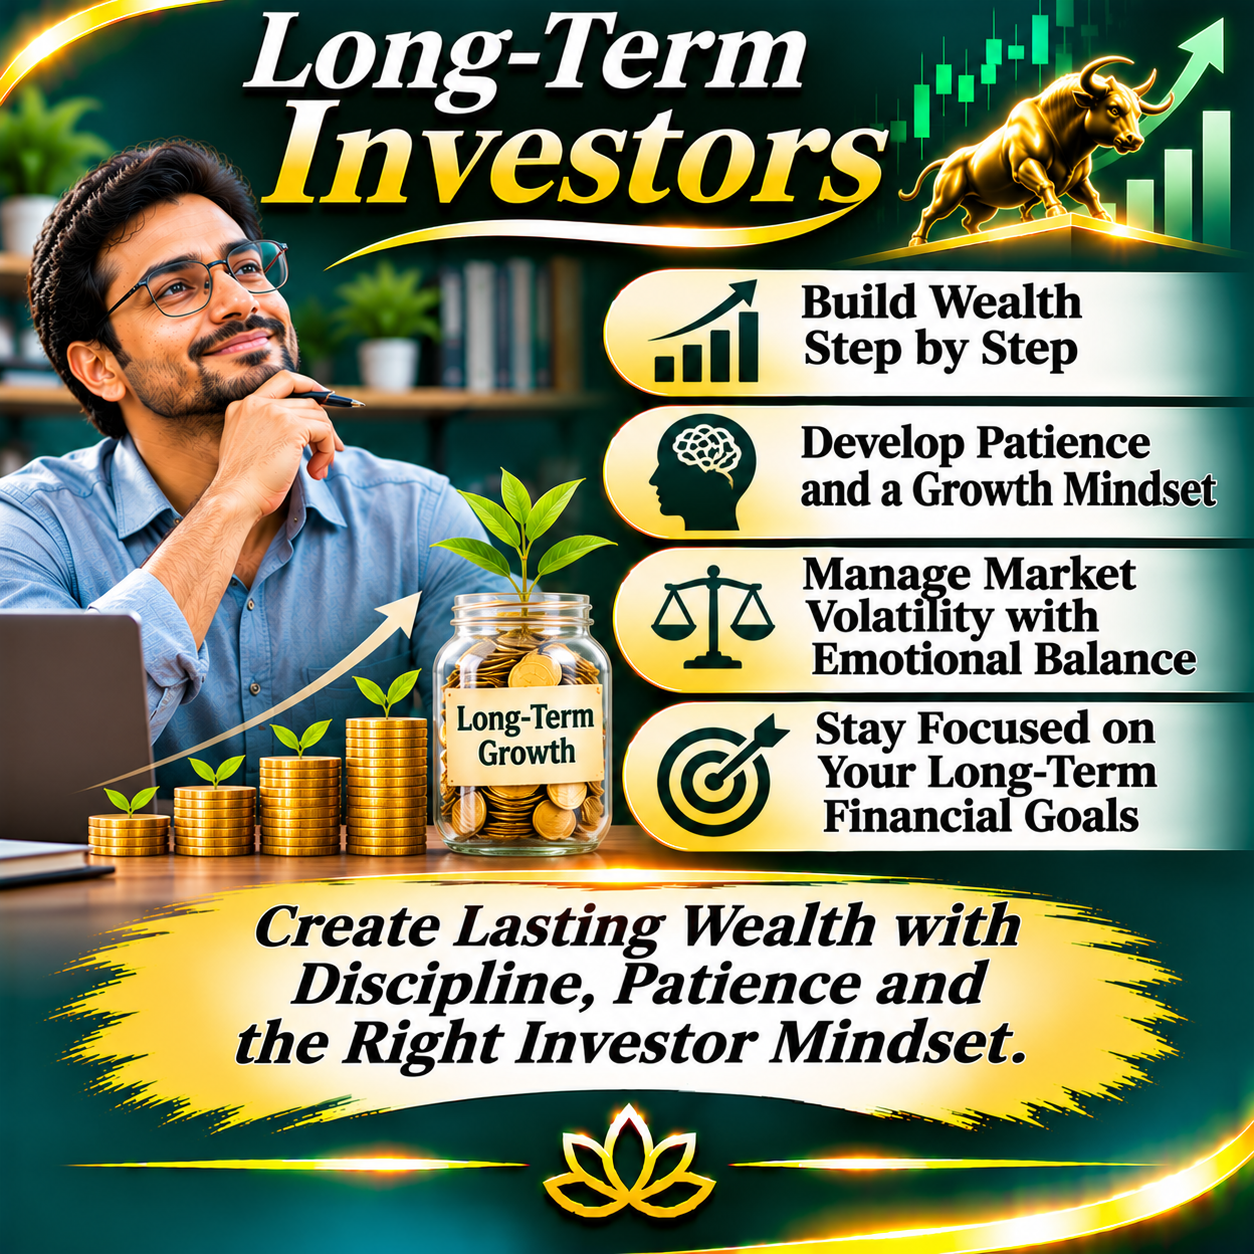 Long-Term
Investors
Build Wealth
Step by Step
Develop Patience
and a Growth Mindset
Manage Market
Volatility with
Emotional Balance
Stay Focused on
Your Long-Term
Financial Goals
Long-Term
Growth
Create Lasting Wealth with
Discipline, Patience and
the Right Investor Mindset.